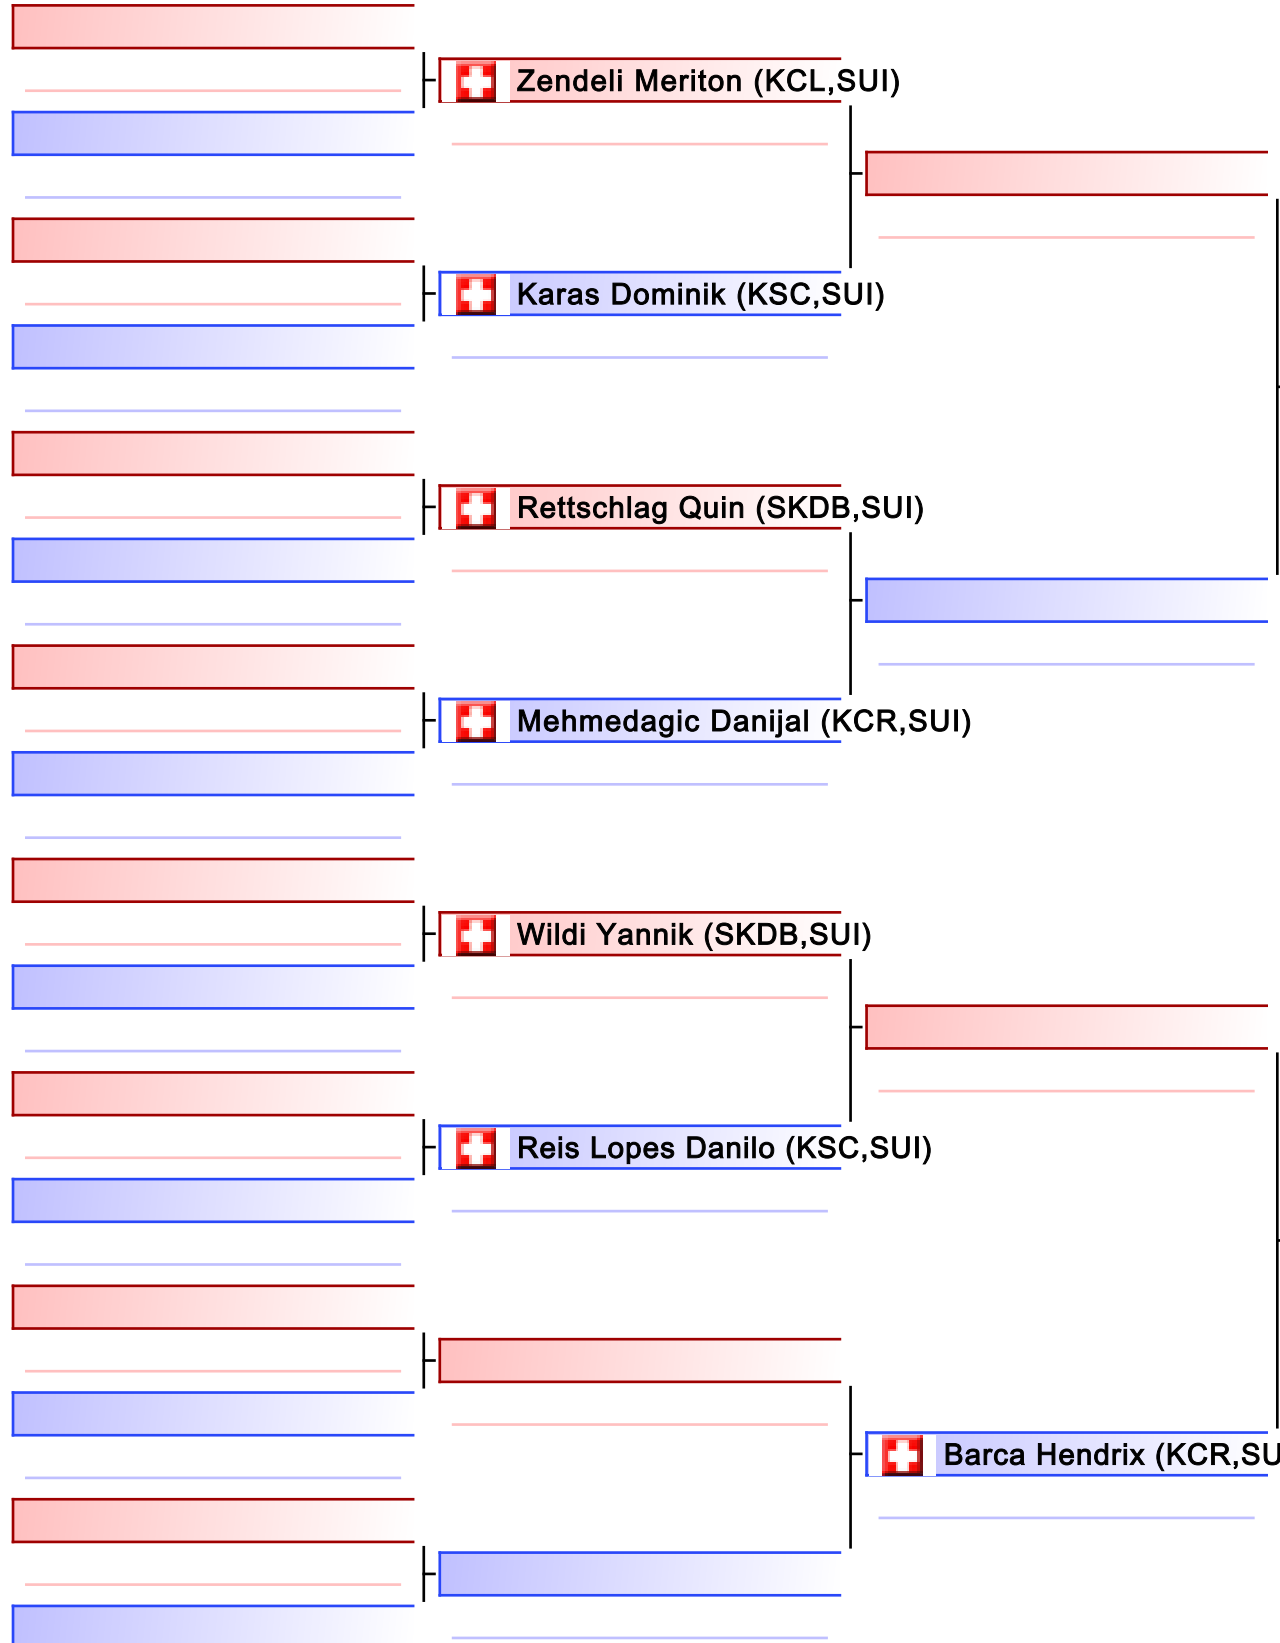 Zendeli Meriton (KCL,SUI)
Karas Dominik (KSC,SUI)
Rettschlag Quin (SKDB,SUI)
Mehmedagic Danijal (KCR,SUI)
Wildi Yannik (SKDB,SUI)
Reis Lopes Danilo (KSC,SUI)
Barca Hendrix (KCR,SU